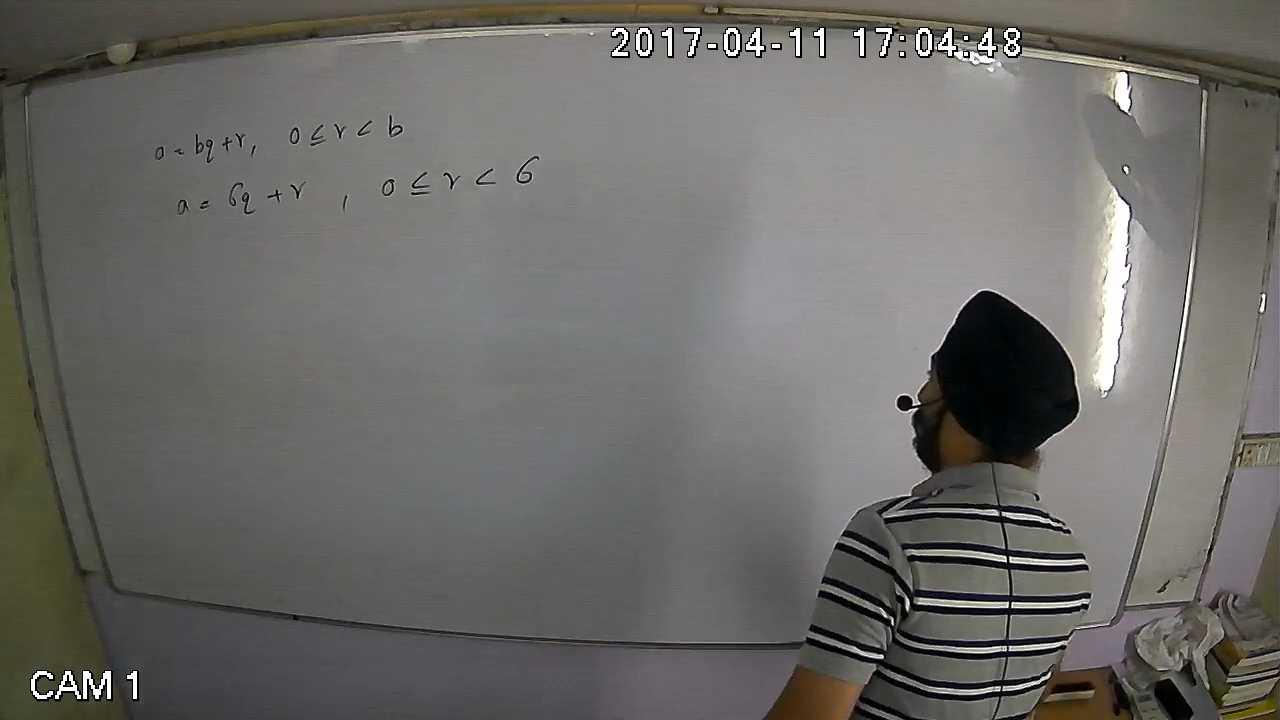 2017-04-11 17:04:48
a = bq + r, 0 ≤ r < b
a = 6q + r , 0 ≤ r < 6
CAM 1